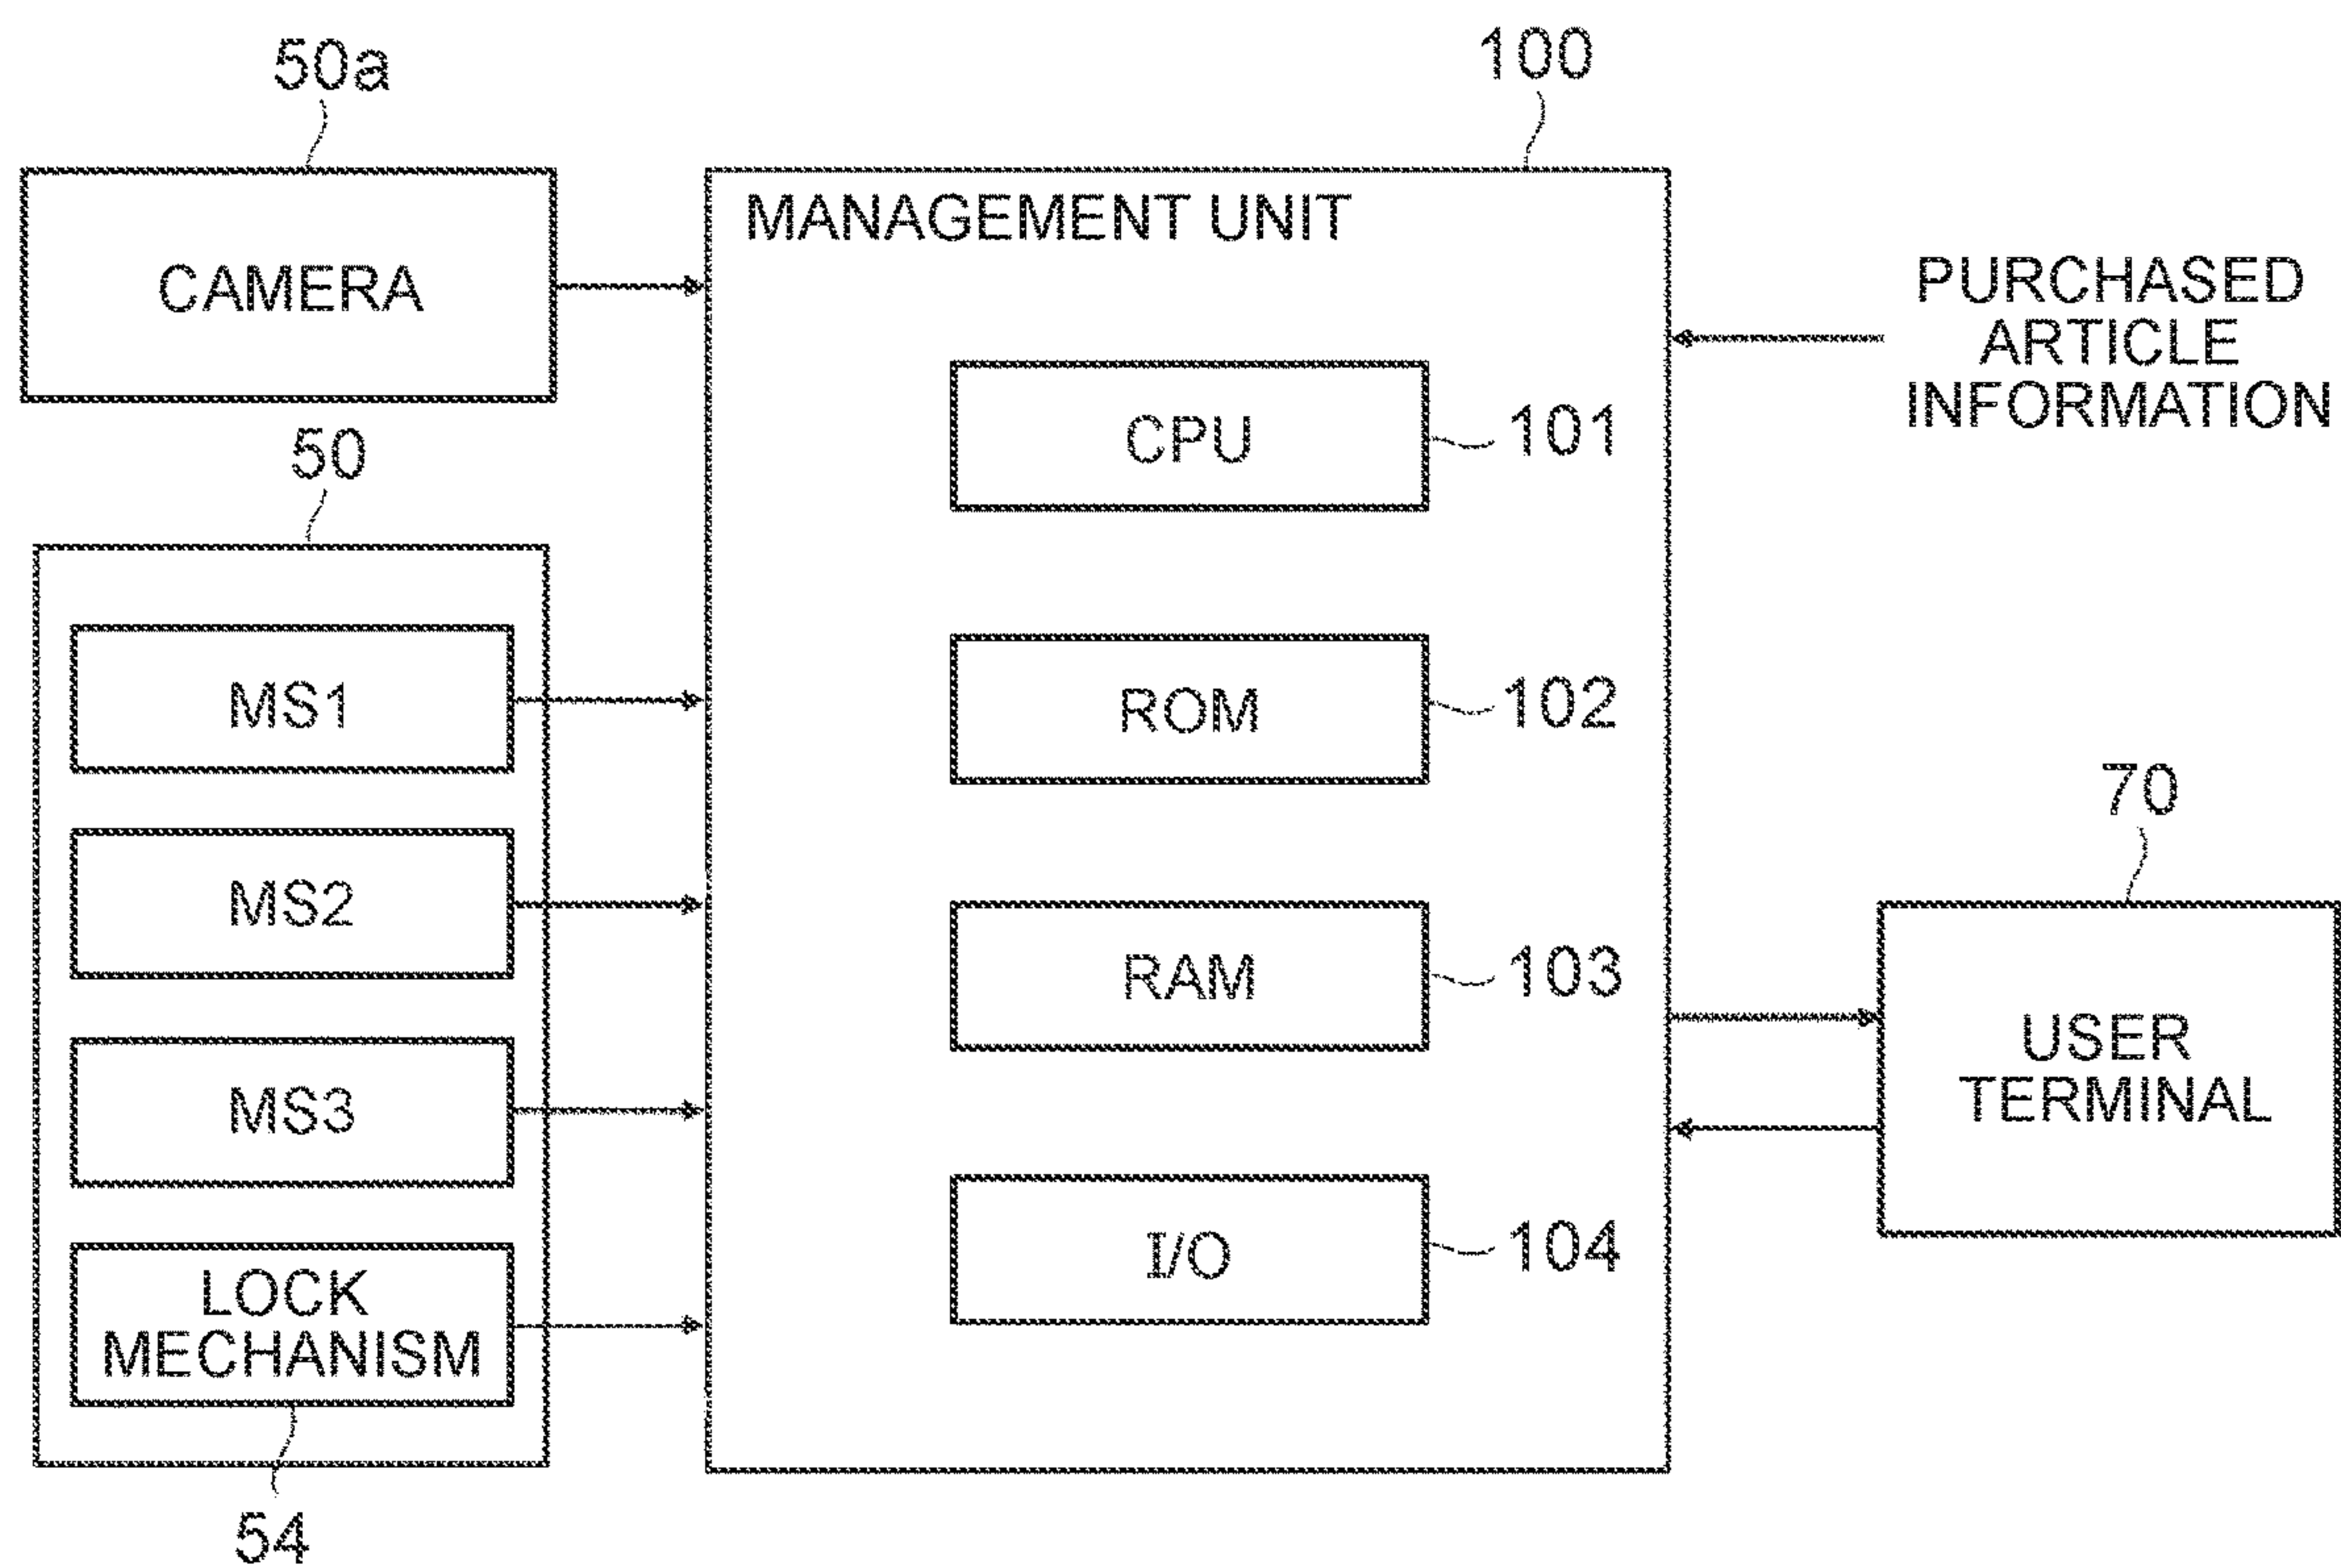 50a
100
CAMERA
MANAGEMENT UNIT
PURCHASED
ARTICLE
INFORMATION
CPU
101
50
MS1
ROM
102
MS2
RAM
103
70
MS3
USER
TERMINAL
LOCK
MECHANISM
I/O
104
54